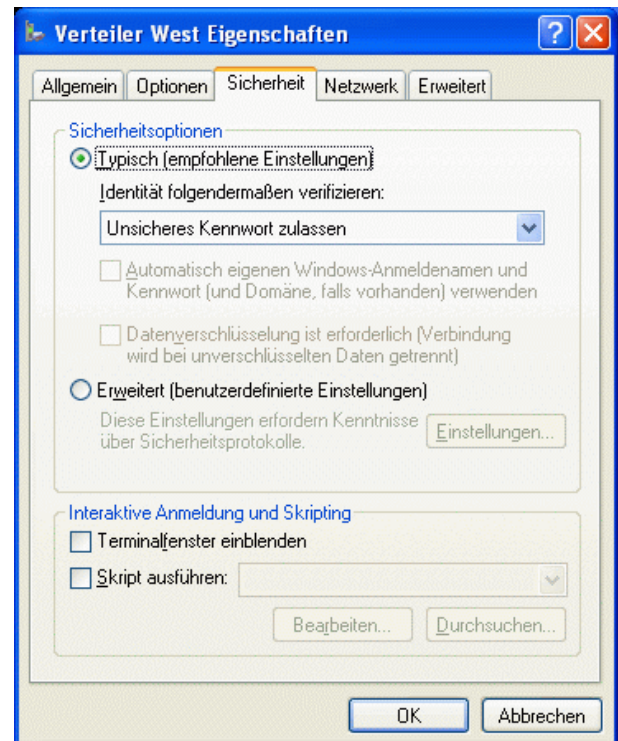 Verteiler West Eigenschaften
Allgemein Optionen Sicherheit Netzwerk Erweitert
Sicherheitsoptionen
Typisch (empfohlene Einstellungen)
Identität folgendermaßen verifizieren:
Unsicheres Kennwort zulassen
Automatisch eigenen Windows-Anmeldenamen und
Kennwort (und Domäne, falls vorhanden) verwenden
Datenverschlüsselung ist erforderlich (Verbindung
wird bei unverschlüsselten Daten getrennt)
Erweitert (benutzerdefinierte Einstellungen)
Diese Einstellungen erfordern Kenntnisse
über Sicherheitsprotokolle.
Einstellungen...
Interaktive Anmeldung und Skripting
Terminalfenster einblenden
Skript ausführen:
Bearbeiten... Durchsuchen...
OK Abbrechen